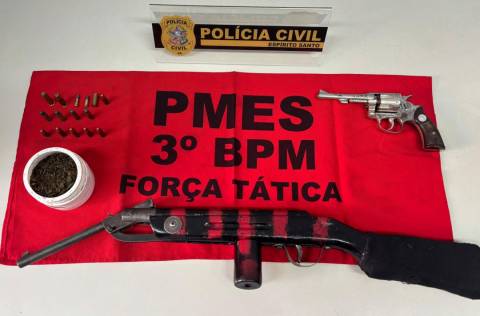 POLÍCIA
CIVIL
POLÍCIA CIVIL
ESPÍRITO SANTO
PMES
3º BPM
FORÇA TÁTICA